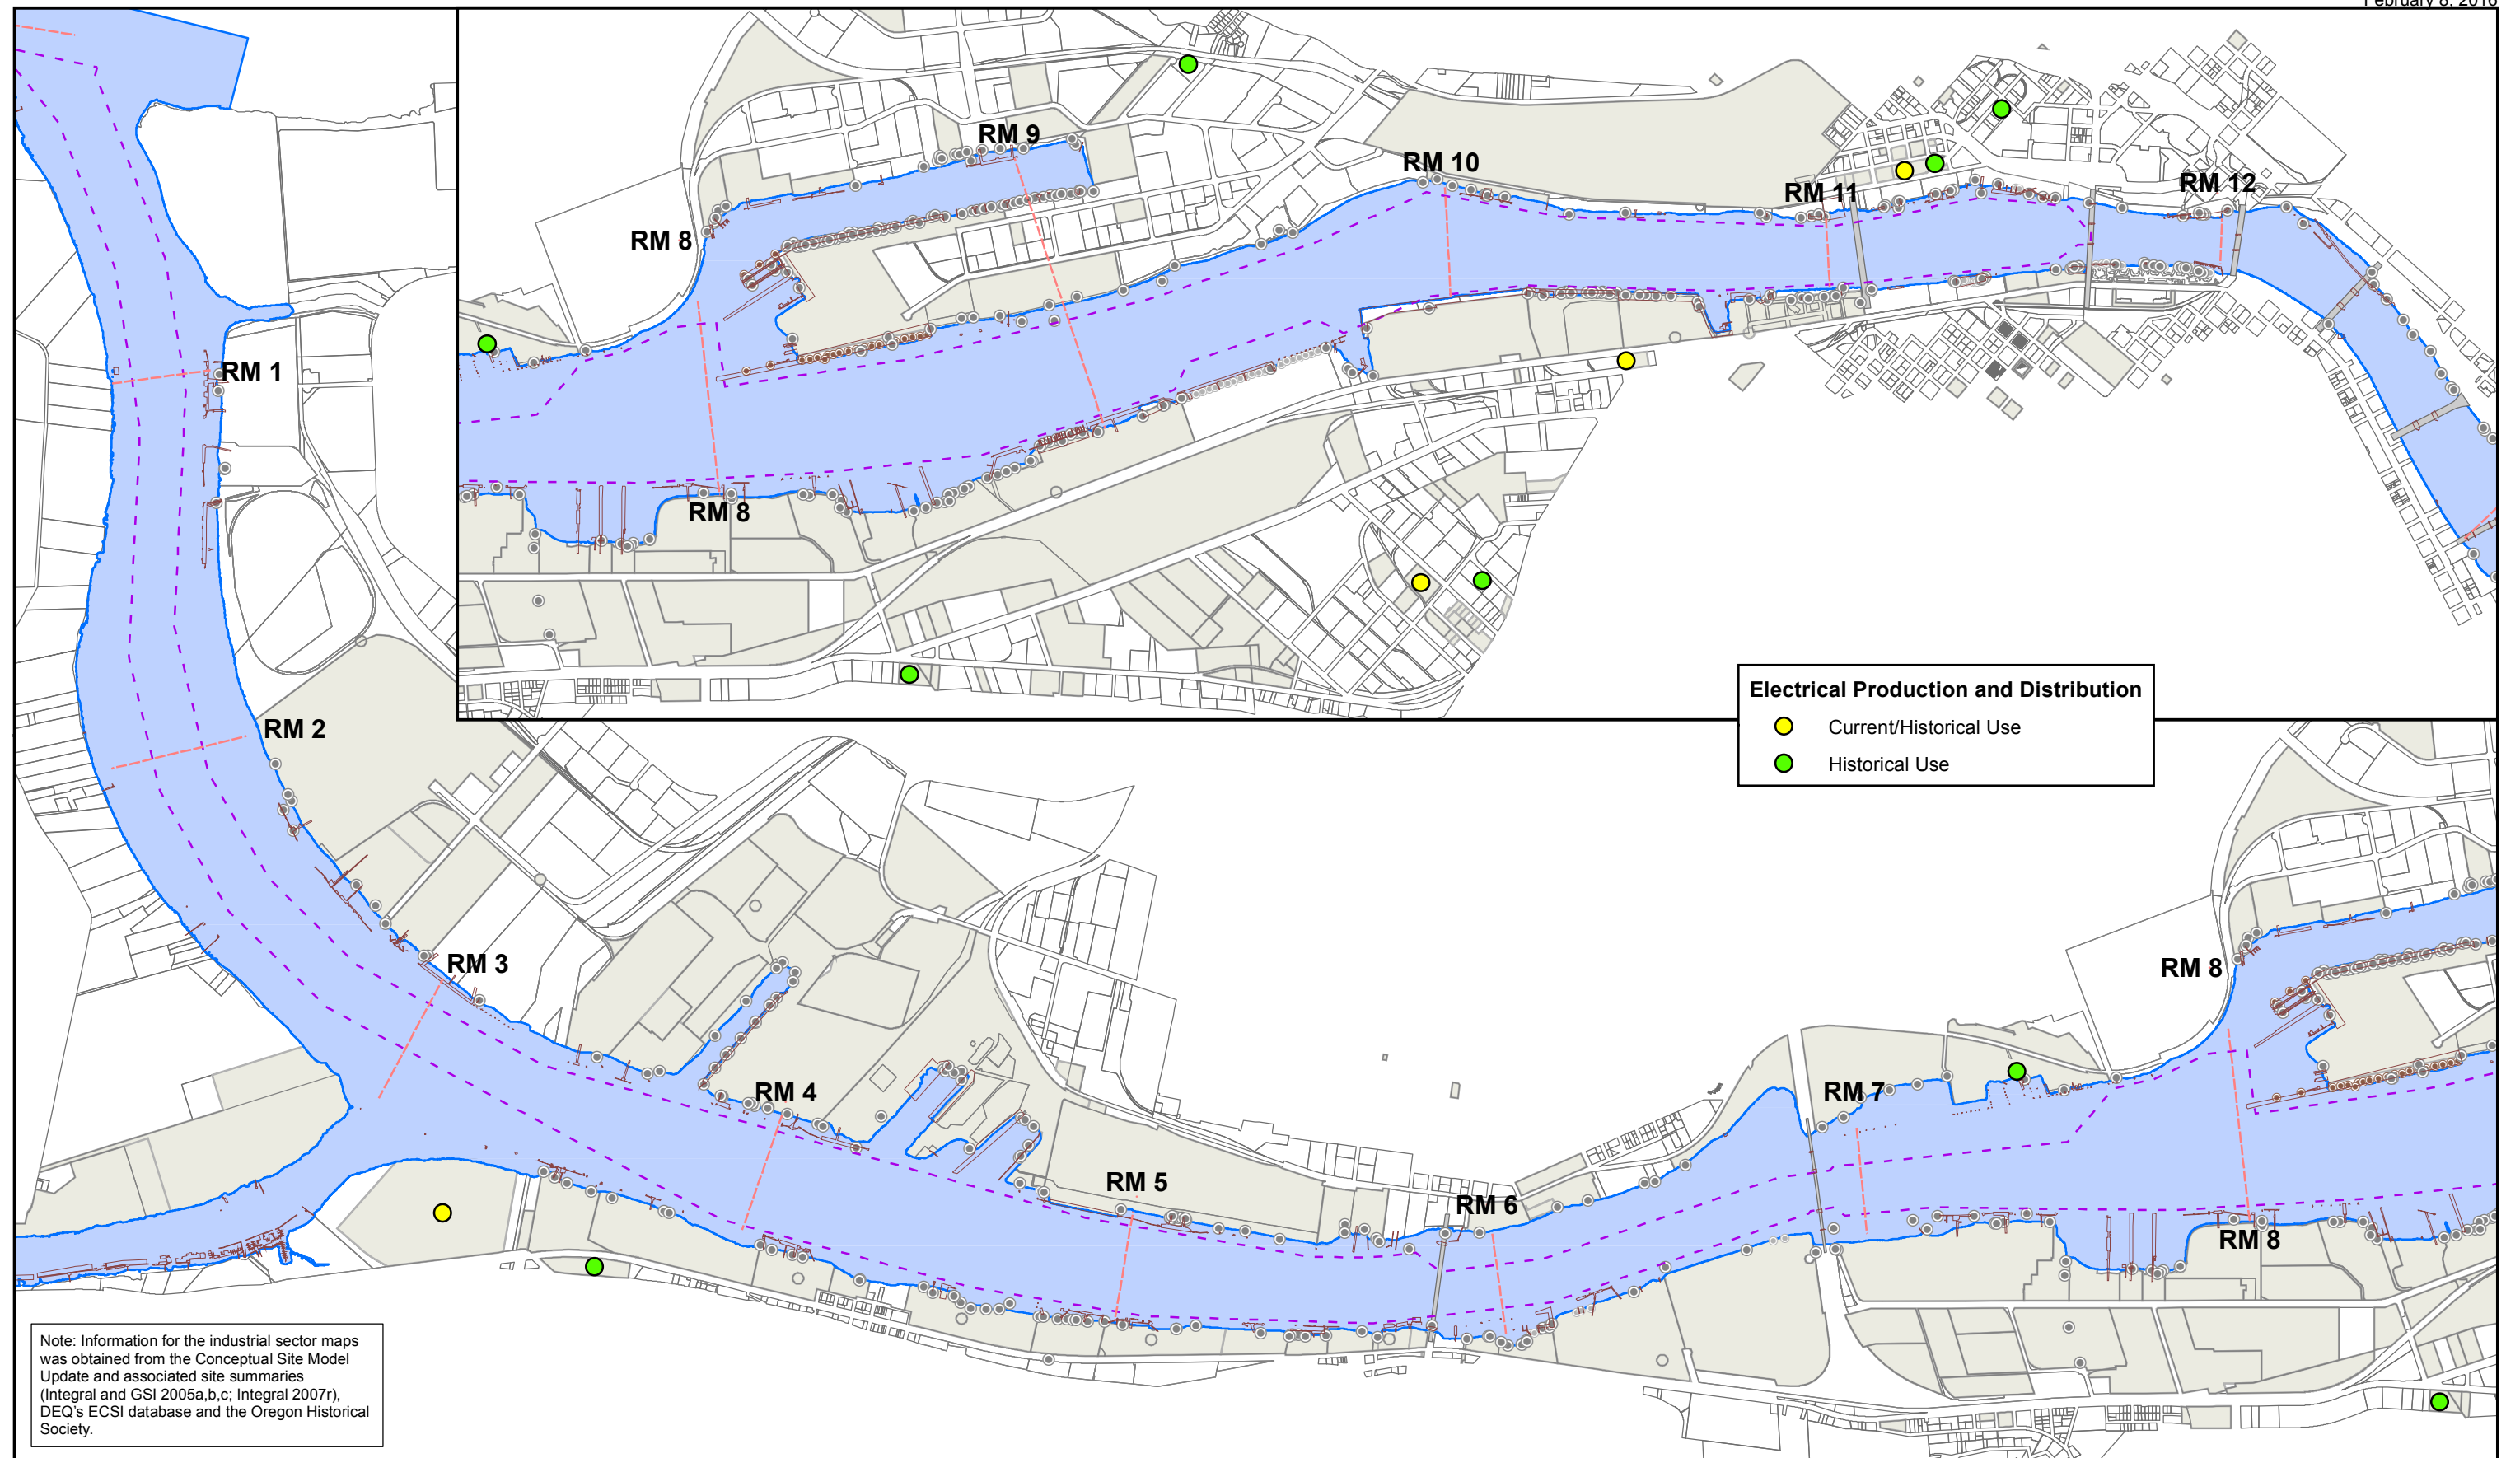 February 8, 2016
RM 9
RM 10
RM 11
RM 12
RM 8
RM 1
RM 8
RM 2
Electrical Production and Distribution
Current/Historical Use
Historical Use
RM 3
RM 8
RM 4
RM 7
RM 5
RM 6
RM 8
Note: Information for the industrial sector maps
was obtained from the Conceptual Site Model
Update and associated site summaries
(Integral and GSI 2005a,b,c; Integral 2007r),
DEQ's ECSI database and the Oregon Historical
Society.